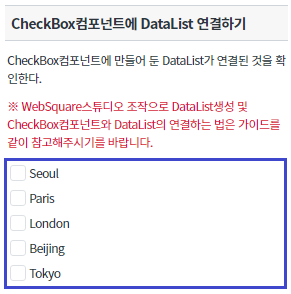 CheckBox컴포넌트에 DataList 연결하기
CheckBox컴포넌트에 만들어 둔 DataList가 연결된 것을 확
인한다.
※ WebSquare스튜디오 조작으로 DataList생성 및
CheckBox컴포넌트와 DataList의 연결하는 법은 가이드를
같이 참고해주시기를 바랍니다.
Seoul
Paris
London
Beijing
Tokyo